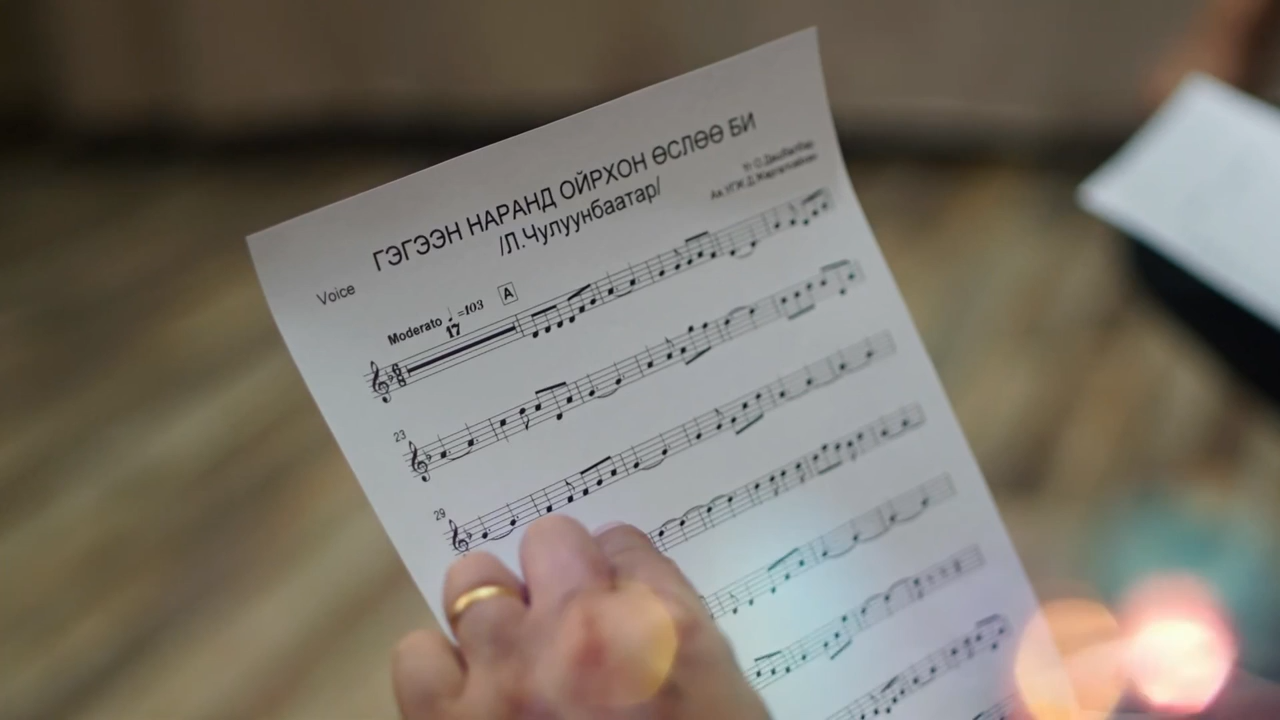 ГЭГЭЭН НАРАНД ОЙРХОН ӨСЛӨӨ БИ
/Л.Чулуунбаатар/
Voice
Moderato ♩=103
17
A
23
29